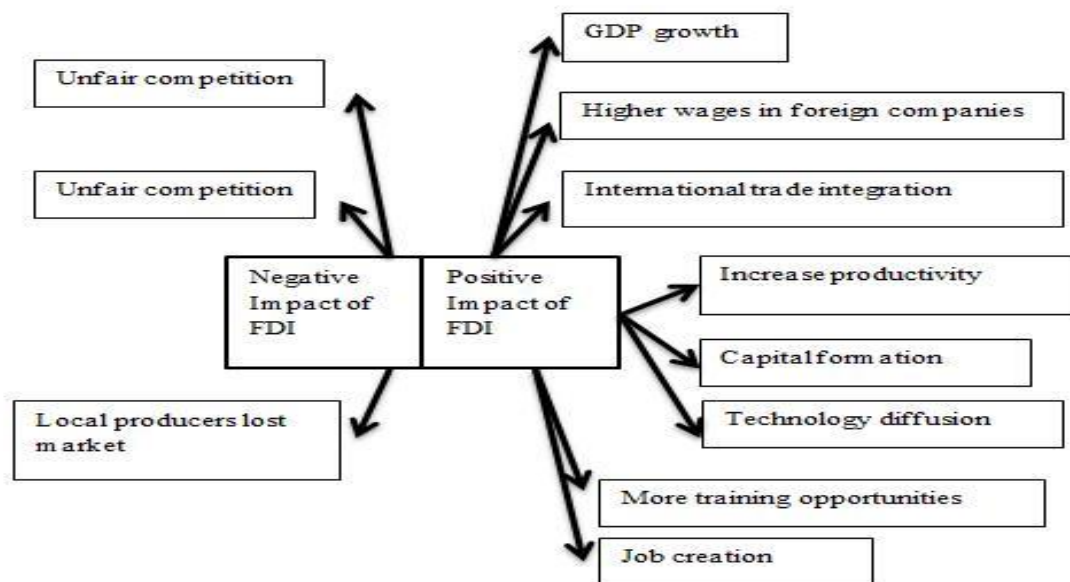 GDP growth
Unfair competition
Higher wages in foreign companies
Unfair competition
International trade integration
Negative
Impact of
FDI
Positive
Impact of
FDI
Increase productivity
Capital formation
Local producers lost
market
Technology diffusion
More training opportunities
Job creation